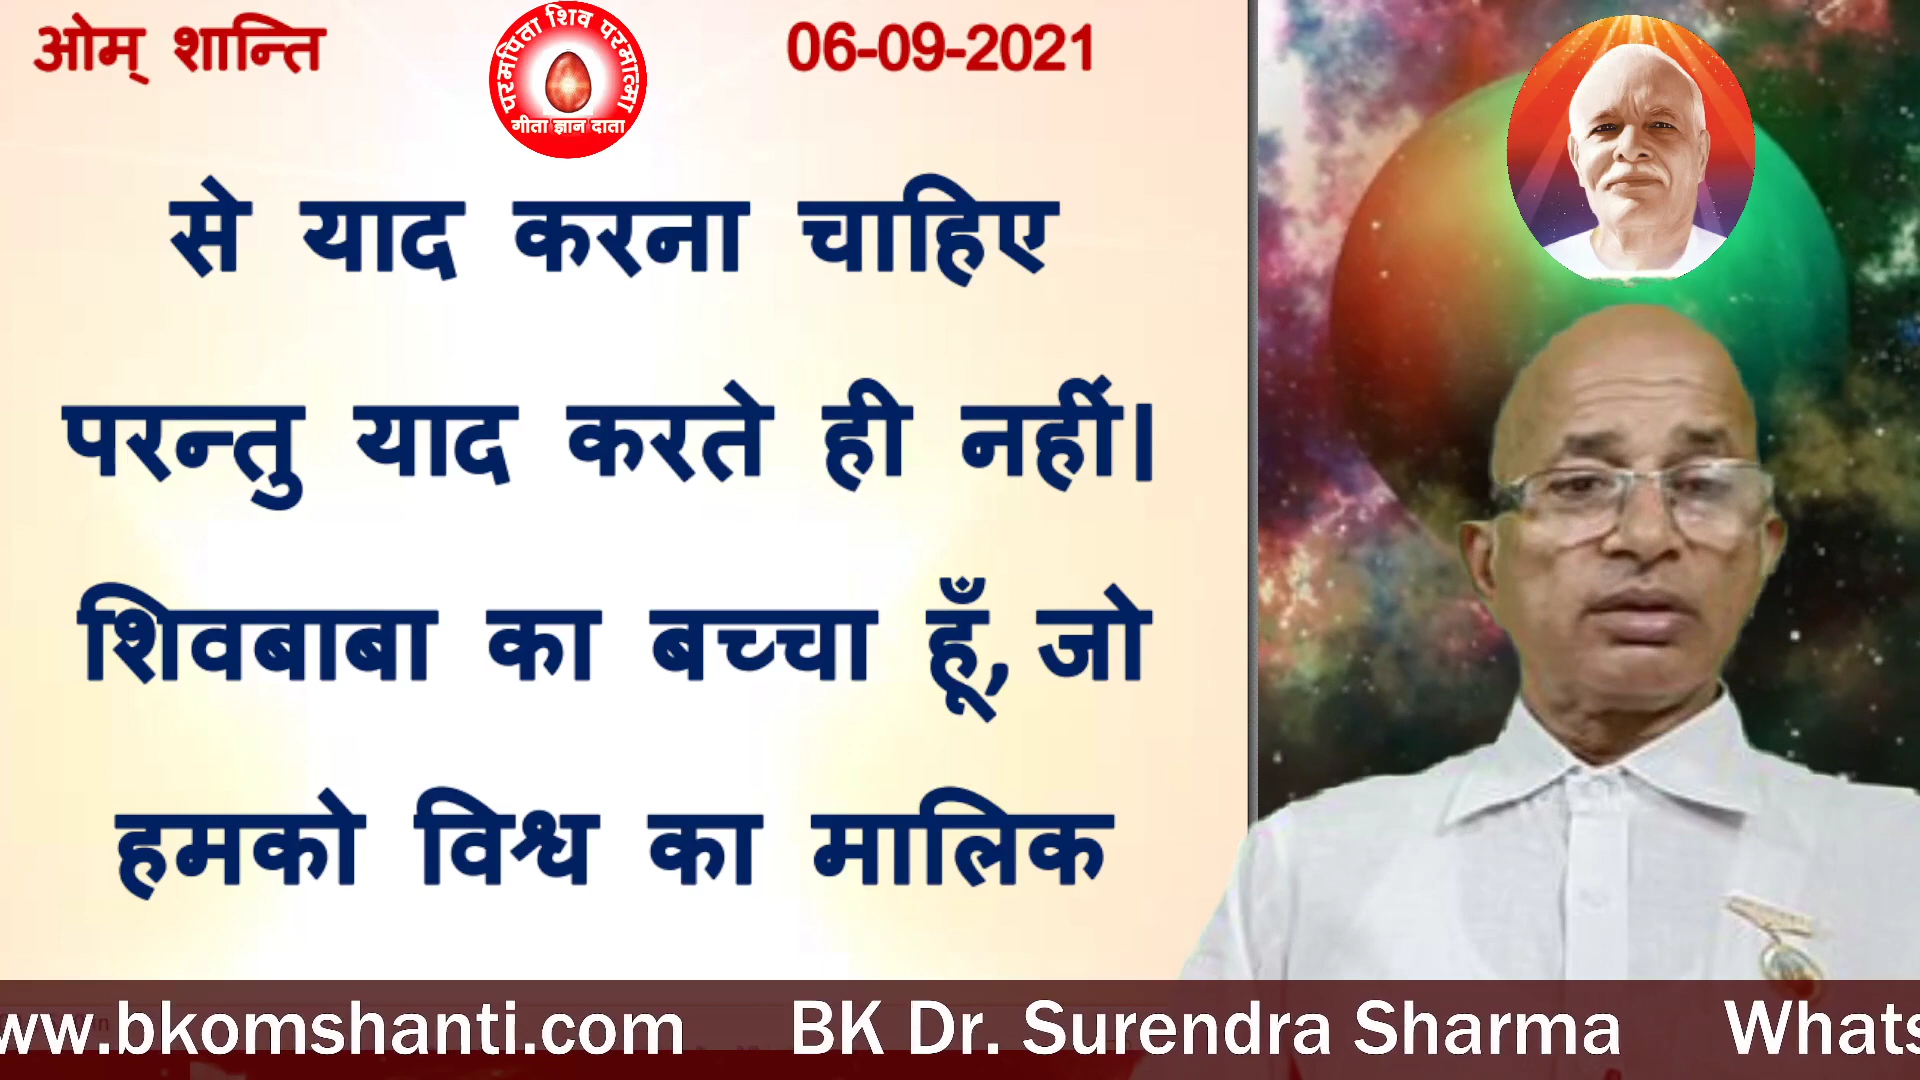 ओम् शान्ति
परमपिता शिव परमात्मा
गीता ज्ञान दाता
06-09-2021
से याद करना चाहिए
परन्तु याद करते ही नहीं।
शिवबाबा का बच्चा हूँ, जो
हमको विश्व का मालिक
ww.bkomshanti.com BK Dr. Surendra Sharma Whats